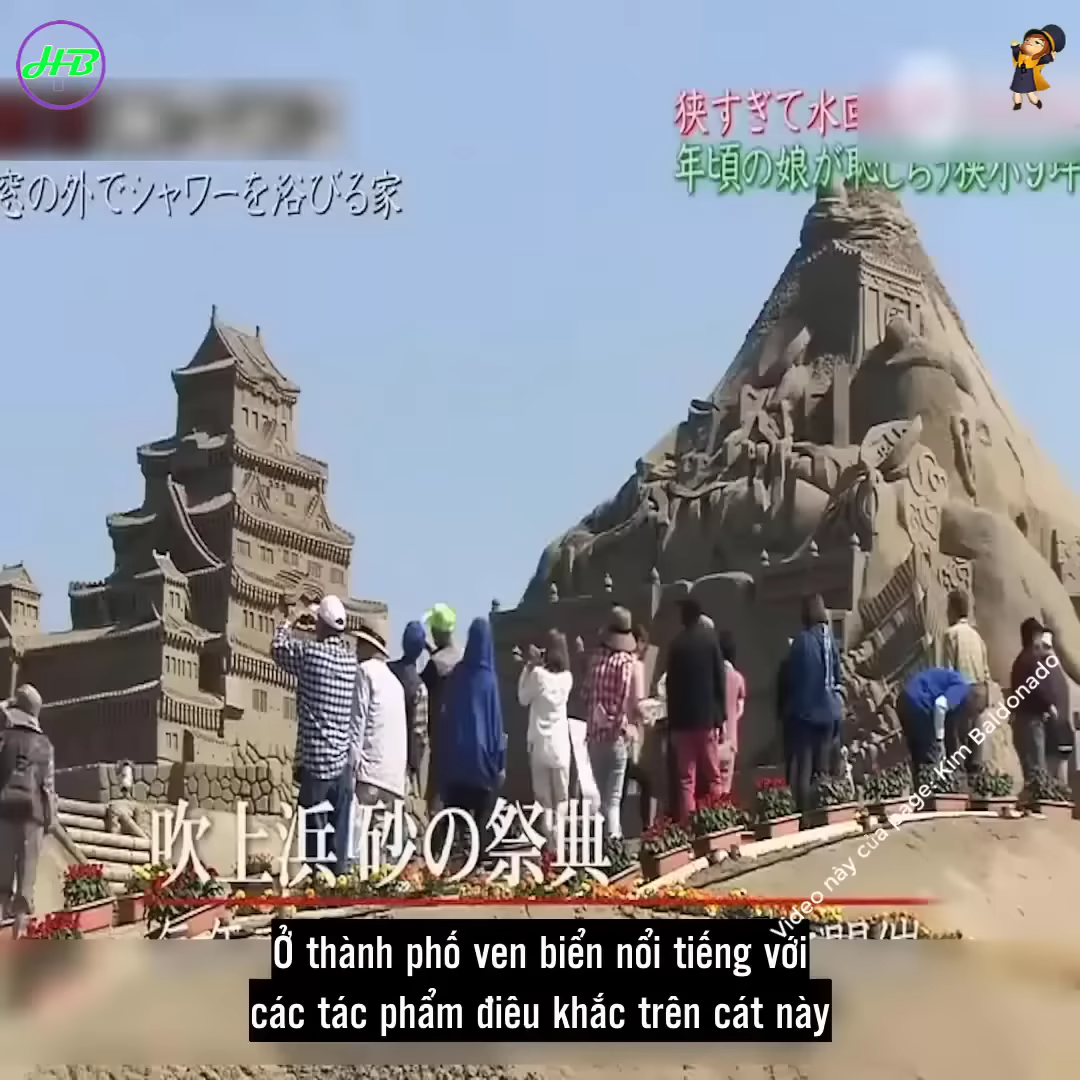 HB
狭すぎて水回
年頃の娘が恥じらう狭小9坪
窓の外でシャワーを浴びる家
吹上浜 砂の祭典
Video này của page: Kim Baldonado
Ở thành phố ven biển nổi tiếng với
các tác phẩm điêu khắc trên cát này